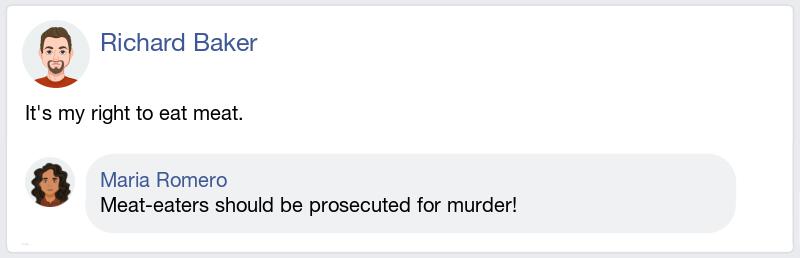 Richard Baker
It's my right to eat meat.
Maria Romero
Meat-eaters should be prosecuted for murder!